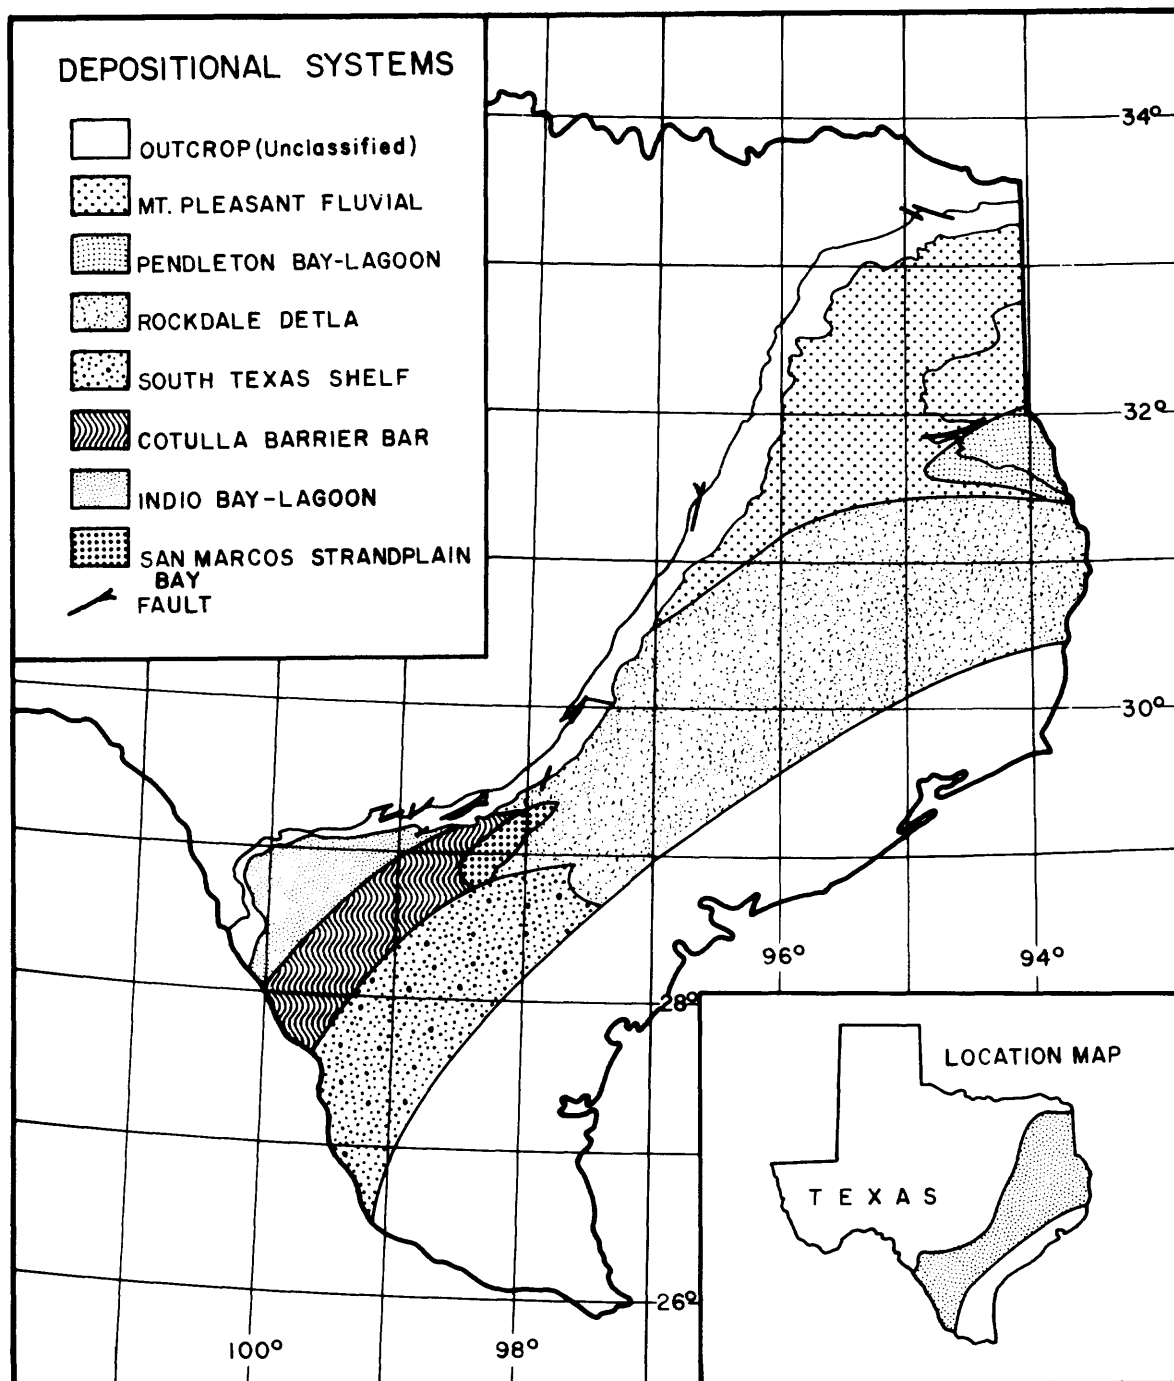 DEPOSITIONAL SYSTEMS
OUTCROP (Unclassified)
MT. PLEASANT FLUVIAL
PENDLETON BAY-LAGOON
ROCKDALE DETLA
SOUTH TEXAS SHELF
COTULLA BARRIER BAR
INDIO BAY-LAGOON
SAN MARCOS STRANDPLAIN
BAY
FAULT
34°
32°
30°
96°
94°
28°
LOCATION MAP
TEXAS
26°
100°
98°